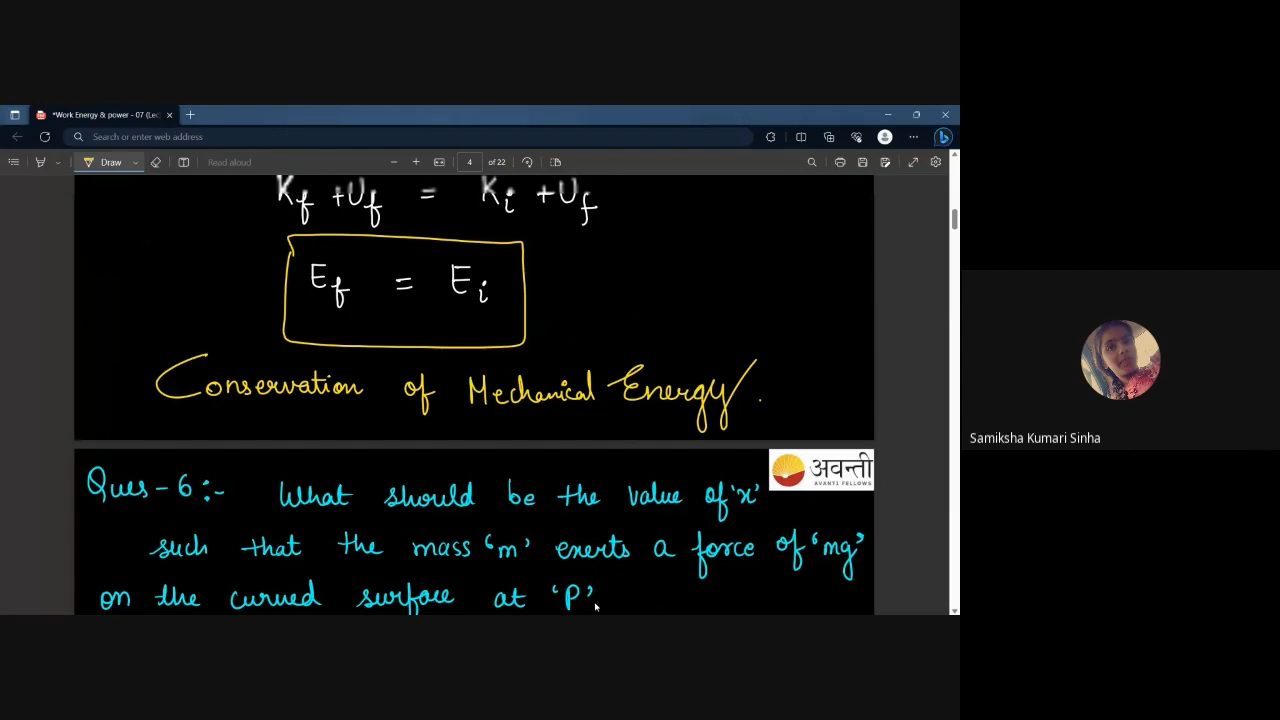 *Work Energy & power - 07 (Lec
Search or enter web address
Draw
Read aloud
4 of 22
Kf + Uf = Ki + Uf
Ef = Ei
Conservation of Mechanical Energy.
अवन्ती
AVANTI FELLOWS
Ques - 6 :- What should be the value of 'x'
such that the mass 'm' exerts a force of 'mg'
on the curved surface at 'P'
Samiksha Kumari Sinha